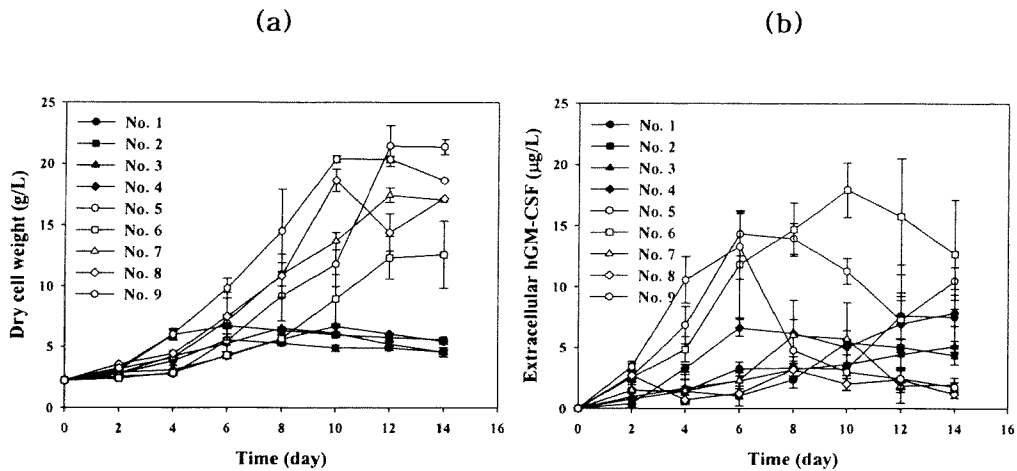 (a)
(b)
Dry cell weight (g/L)
25
20
15
10
5
0
No. 1
No. 2
No. 3
No. 4
No. 5
No. 6
No. 7
No. 8
No. 9
0 2 4 6 8 10 12 14 16
Time (day)
Extracellular hGM-CSF (µg/L)
25
20
15
10
5
0
No. 1
No. 2
No. 3
No. 4
No. 5
No. 6
No. 7
No. 8
No. 9
0 2 4 6 8 10 12 14 16
Time (day)